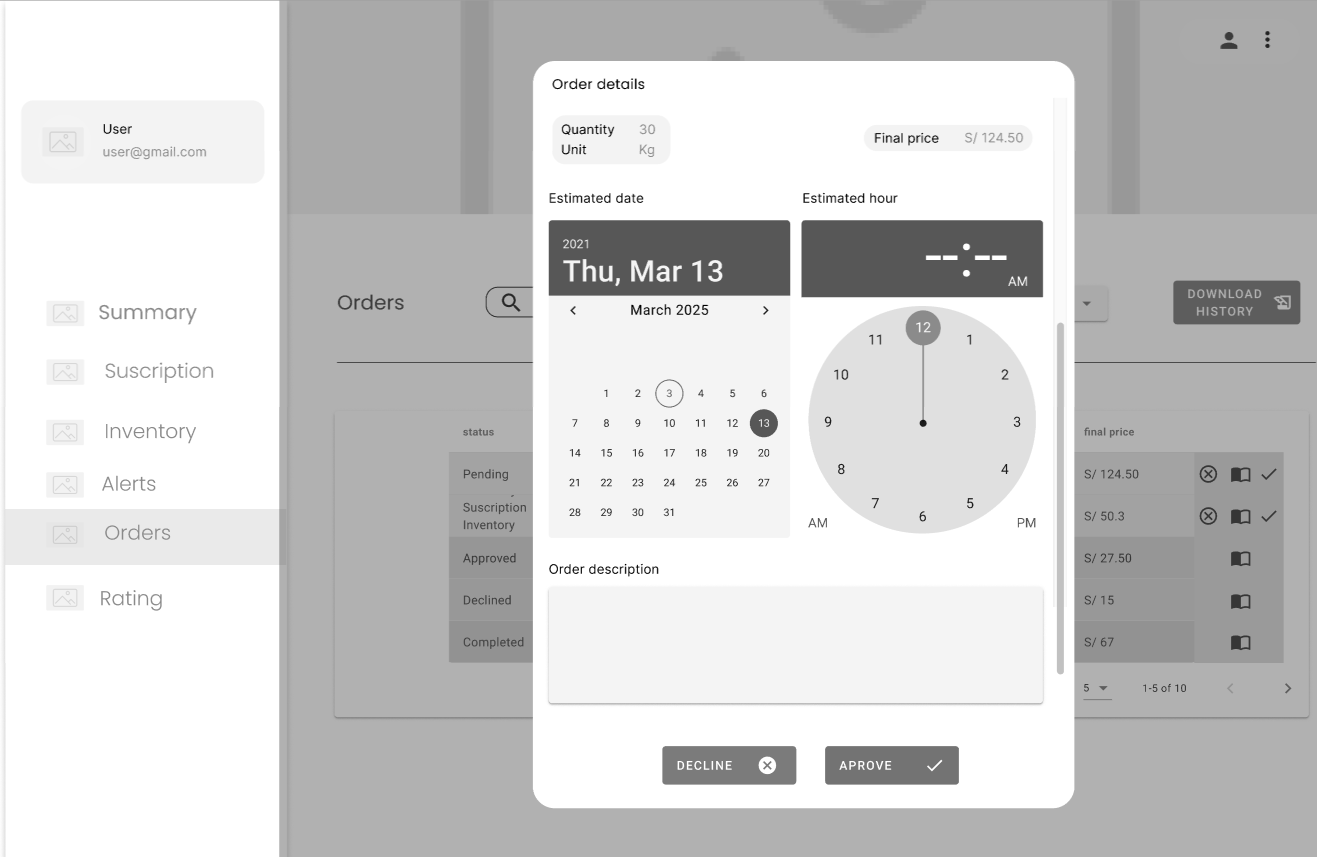 User
user@gmail.com
Summary
Suscription
Inventory
Alerts
Orders
Rating
Orders
DOWNLOAD
HISTORY
status
final price
Pending
S/ 124.50
Suscription
Inventory
S/ 50.3
Approved
S/ 27.50
Declined
S/ 15
Completed
S/ 67
5
1-5 of 10
Order details
Quantity 30
Unit Kg
Final price S/ 124.50
Estimated date
Estimated hour
2021
Thu, Mar 13
--:--
AM
March 2025
1 2 3 4 5 6
7 8 9 10 11 12 13
14 15 16 17 18 19 20
21 22 23 24 25 26 27
28 29 30 31
12
11 1
10 2
9 3
8 4
7 5
6
AM PM
Order description
DECLINE
APROVE